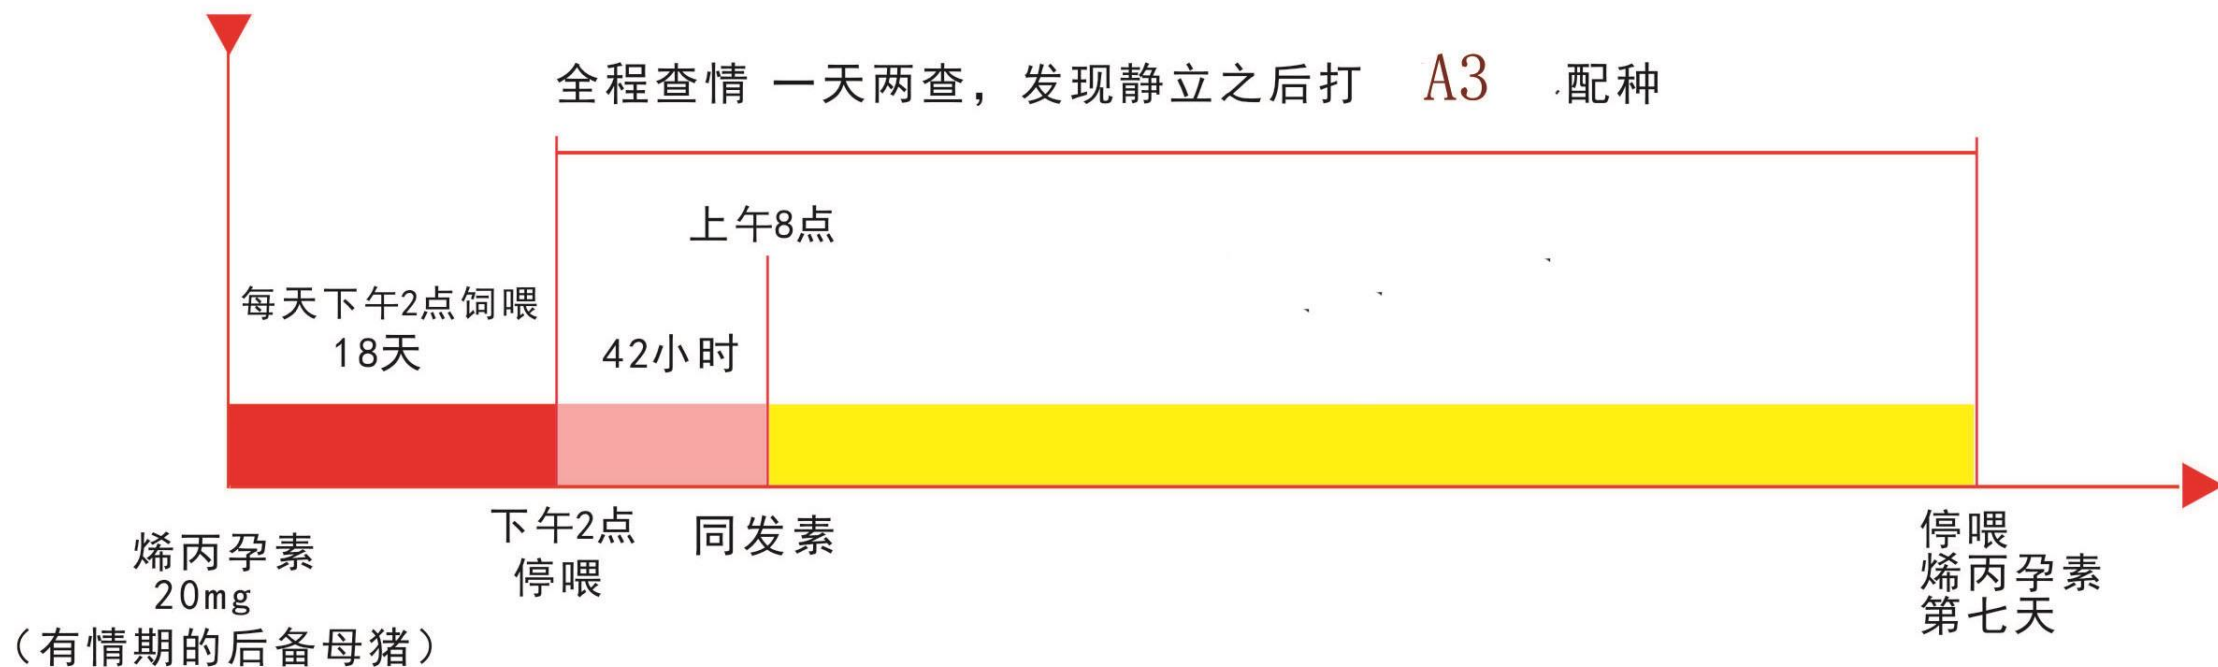 全程查情 一天两查，发现静立之后打 A3 配种
上午8点
每天下午2点饲喂
18天
42小时
烯丙孕素
20mg
（有情期的后备母猪）
下午2点
停喂
同发素
停喂
烯丙孕素
第七天